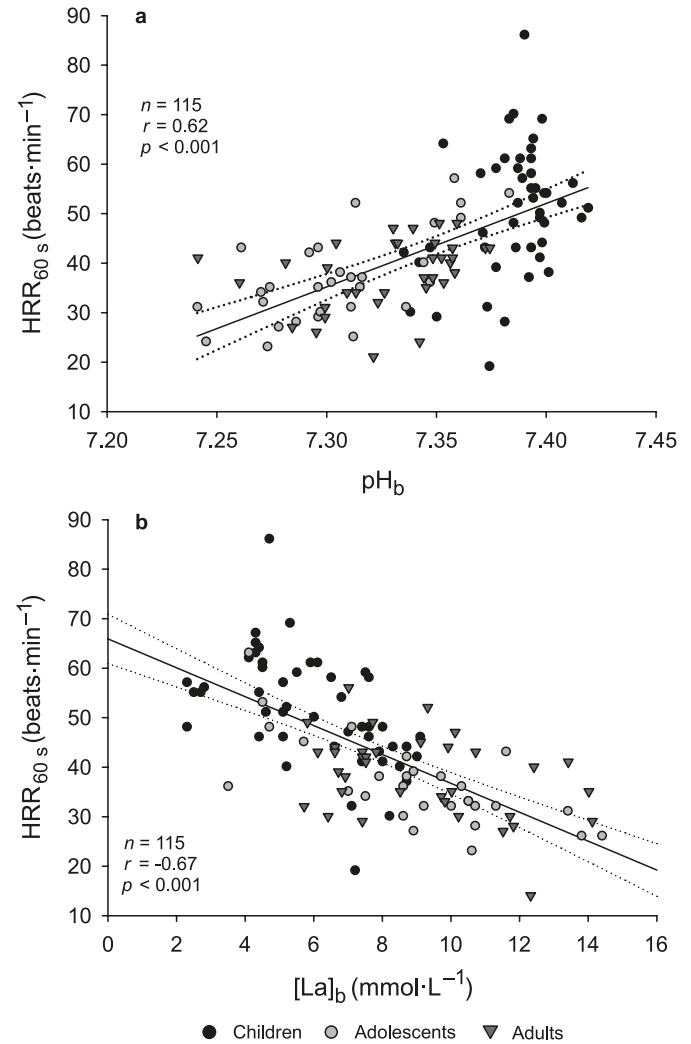 a
90
80
70
60
50
40
30
20
10
HRR60 s (beats·min−1)
n = 115
r = 0.62
p < 0.001
7.20 7.25 7.30 7.35 7.40 7.45
pHb
b
90
80
70
60
50
40
30
20
10
HRR60 s (beats·min−1)
n = 115
r = -0.67
p < 0.001
0 2 4 6 8 10 12 14 16
[La]b (mmol·L−1)
Children Adolescents Adults